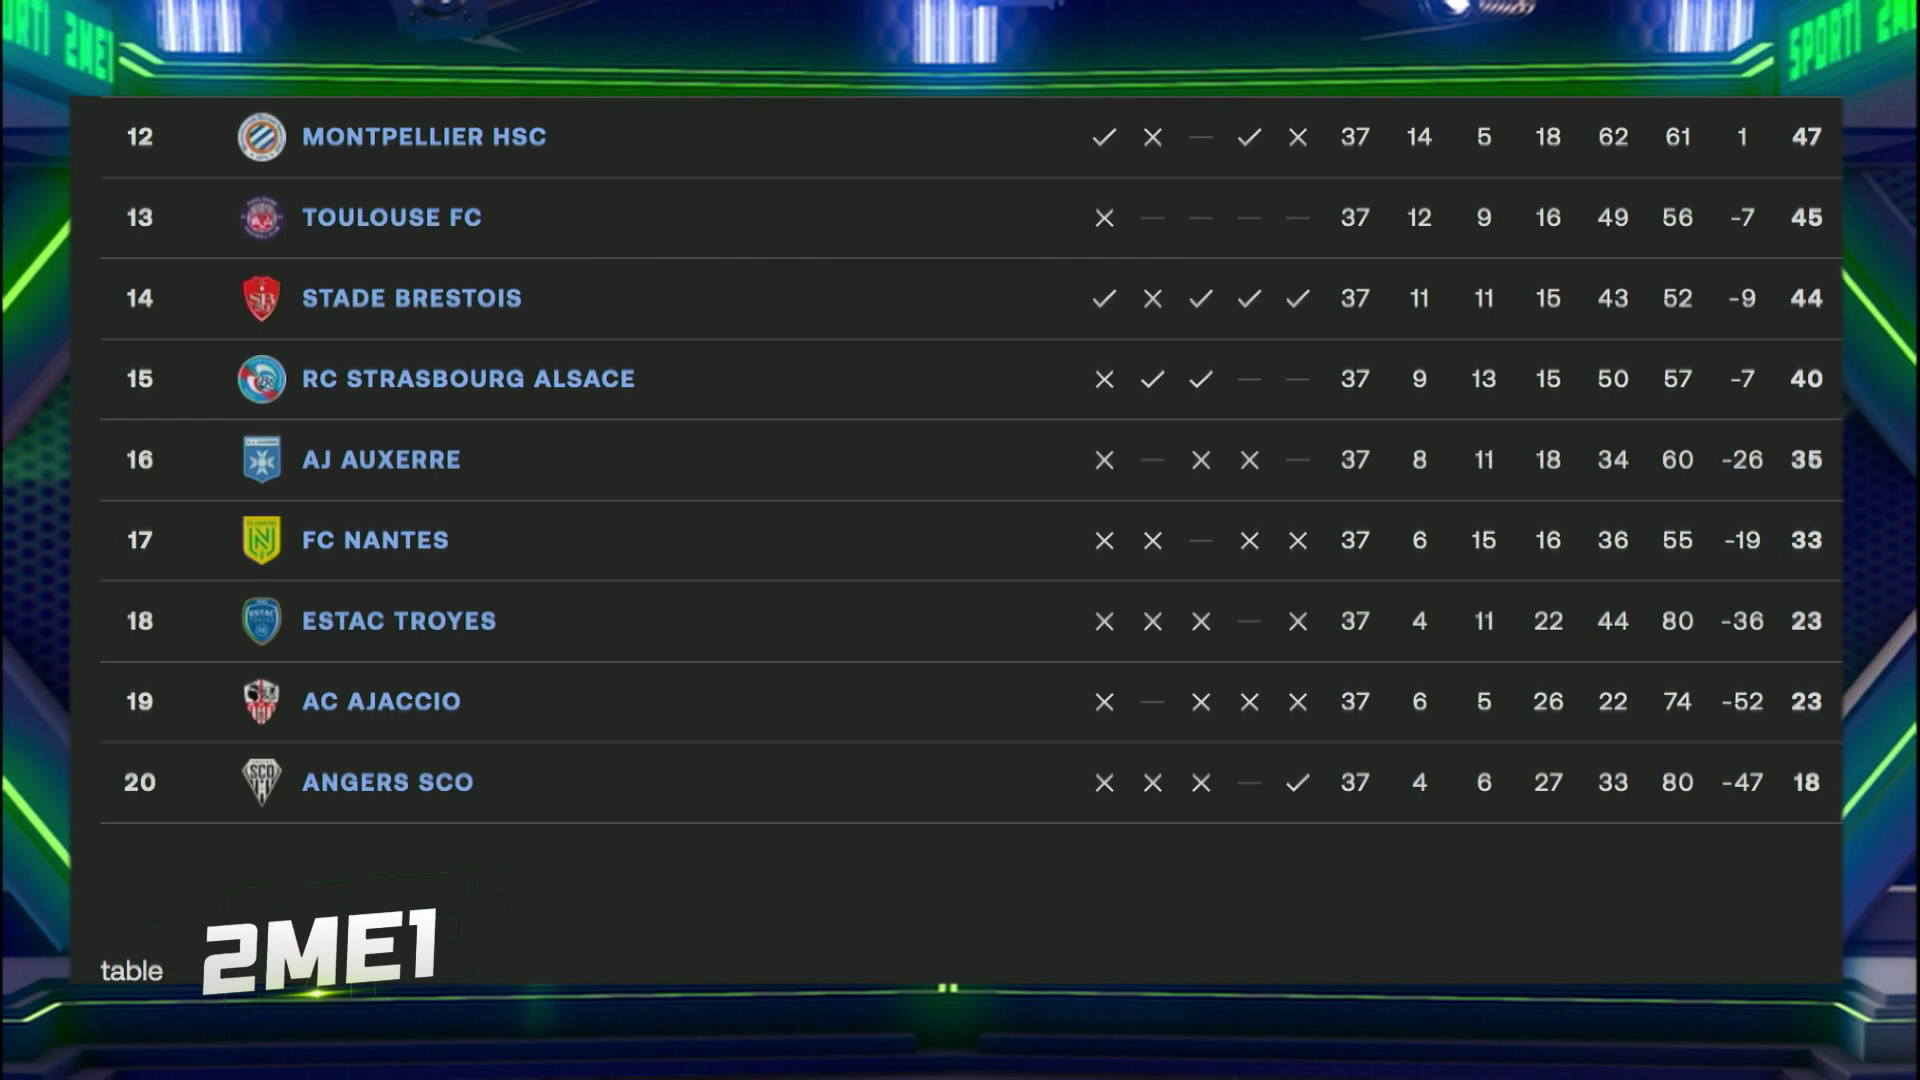 SPORTI 2ME1
12 MONTPELLIER HSC ✓ ✕ — ✓ ✕ 37 14 5 18 62 61 1 47
13 TOULOUSE FC ✕ — — — — 37 12 9 16 49 56 -7 45
14 STADE BRESTOIS ✓ ✕ ✓ ✓ ✓ 37 11 11 15 43 52 -9 44
15 RC STRASBOURG ALSACE ✕ ✓ ✓ — — 37 9 13 15 50 57 -7 40
16 AJ AUXERRE ✕ — ✕ ✕ — 37 8 11 18 34 60 -26 35
17 FC NANTES ✕ ✕ — ✕ ✕ 37 6 15 16 36 55 -19 33
18 ESTAC TROYES ✕ ✕ ✕ — ✕ 37 4 11 22 44 80 -36 23
19 AC AJACCIO ✕ — ✕ ✕ ✕ 37 6 5 26 22 74 -52 23
20 ANGERS SCO ✕ ✕ ✕ — ✓ 37 4 6 27 33 80 -47 18
table
2ME1